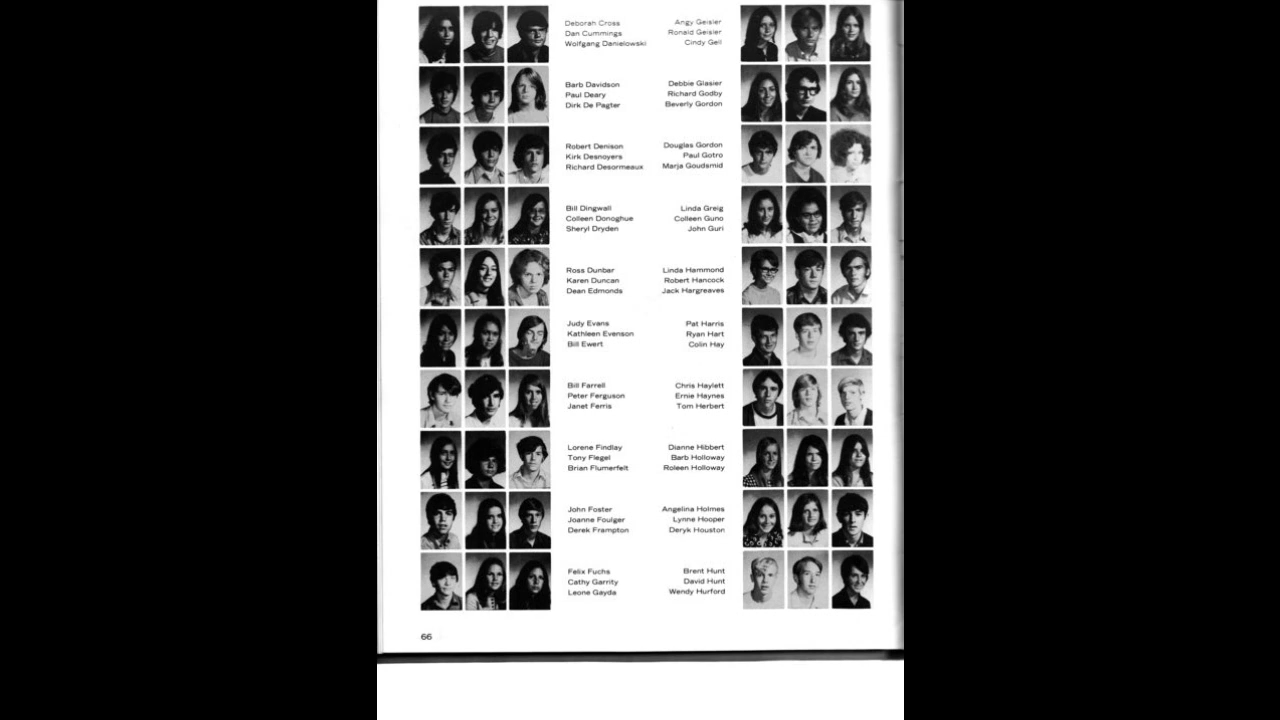 Deborah Cross
Dan Cummings
Wolfgang Danielowski
Barb Davidson
Paul Deary
Dirk De Pagter
Robert Denison
Kirk Desnoyers
Richard Desormeaux
Bill Dingwall
Colleen Donoghue
Sheryl Dryden
Ross Dunbar
Karen Duncan
Dean Edmonds
Judy Evans
Kathleen Evenson
Bill Ewert
Bill Farrell
Peter Ferguson
Janet Ferris
Lorene Findlay
Tony Flegel
Brian Flumerfelt
John Foster
Joanne Foulger
Derek Frampton
Felix Fuchs
Cathy Garrity
Leone Gayda
Angy Geisler
Ronald Geisler
Cindy Gell
Debbie Glasier
Richard Godby
Beverly Gordon
Douglas Gordon
Paul Gotro
Marja Goudsmid
Linda Greig
Colleen Guno
John Guri
Linda Hammond
Robert Hancock
Jack Hargreaves
Pat Harris
Ryan Hart
Colin Hay
Chris Haylett
Ernie Haynes
Tom Herbert
Dianne Hibbert
Barb Holloway
Roleen Holloway
Angelina Holmes
Lynne Hooper
Deryk Houston
Brent Hunt
David Hunt
Wendy Hurford
66